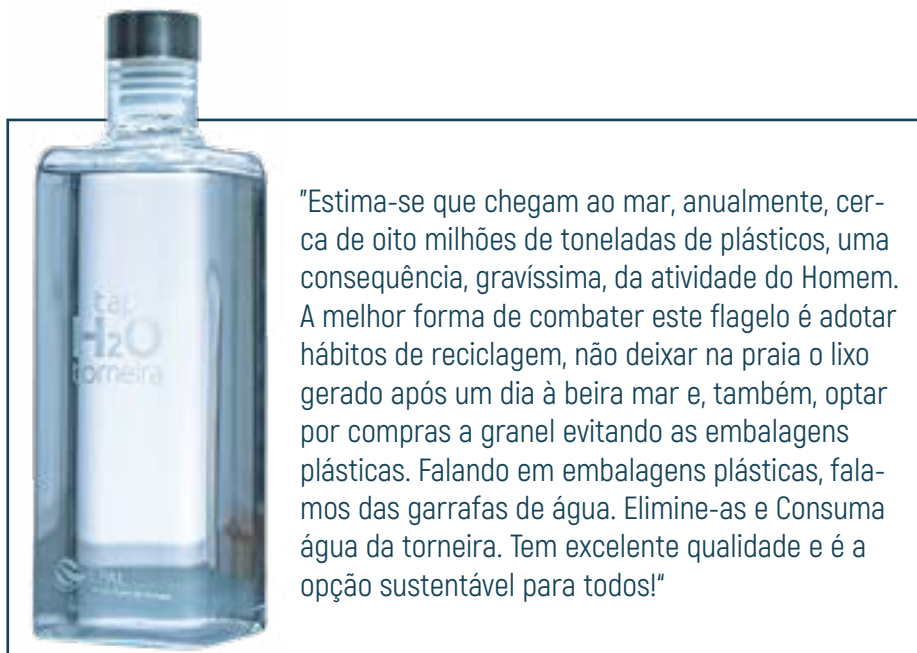 tap
H2O
torneira
"Estima-se que chegam ao mar, anualmente, cer-
ca de oito milhões de toneladas de plásticos, uma
consequência, gravíssima, da atividade do Homem.
A melhor forma de combater este flagelo é adotar
hábitos de reciclagem, não deixar na praia o lixo
gerado após um dia à beira mar e, também, optar
por compras a granel evitando as embalagens
plásticas. Falando em embalagens plásticas, fala-
mos das garrafas de água. Elimine-as e Consuma
água da torneira. Tem excelente qualidade e é a
opção sustentável para todos!"